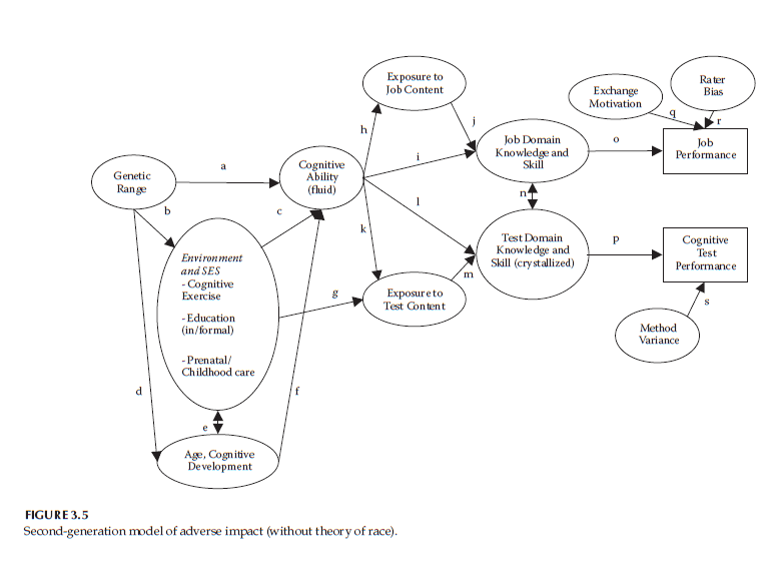 Exposure to
Job Content
Rater
Bias
Exchange
Motivation
q
r
h
j
Job Domain
Knowledge and
Skill
o
Job
Performance
Genetic
Range
a
Cognitive
Ability
(fluid)
i
b
c
l
n
k
Test Domain
Knowledge and
Skill (crystallized)
p
Cognitive
Test
Performance
Environment
and SES
- Cognitive
Exercise
- Education
(in/formal)
- Prenatal/
Childhood care
g
m
Exposure to
Test Content
s
Method
Variance
d
f
e
Age, Cognitive
Development
FIGURE 3.5
Second-generation model of adverse impact (without theory of race).